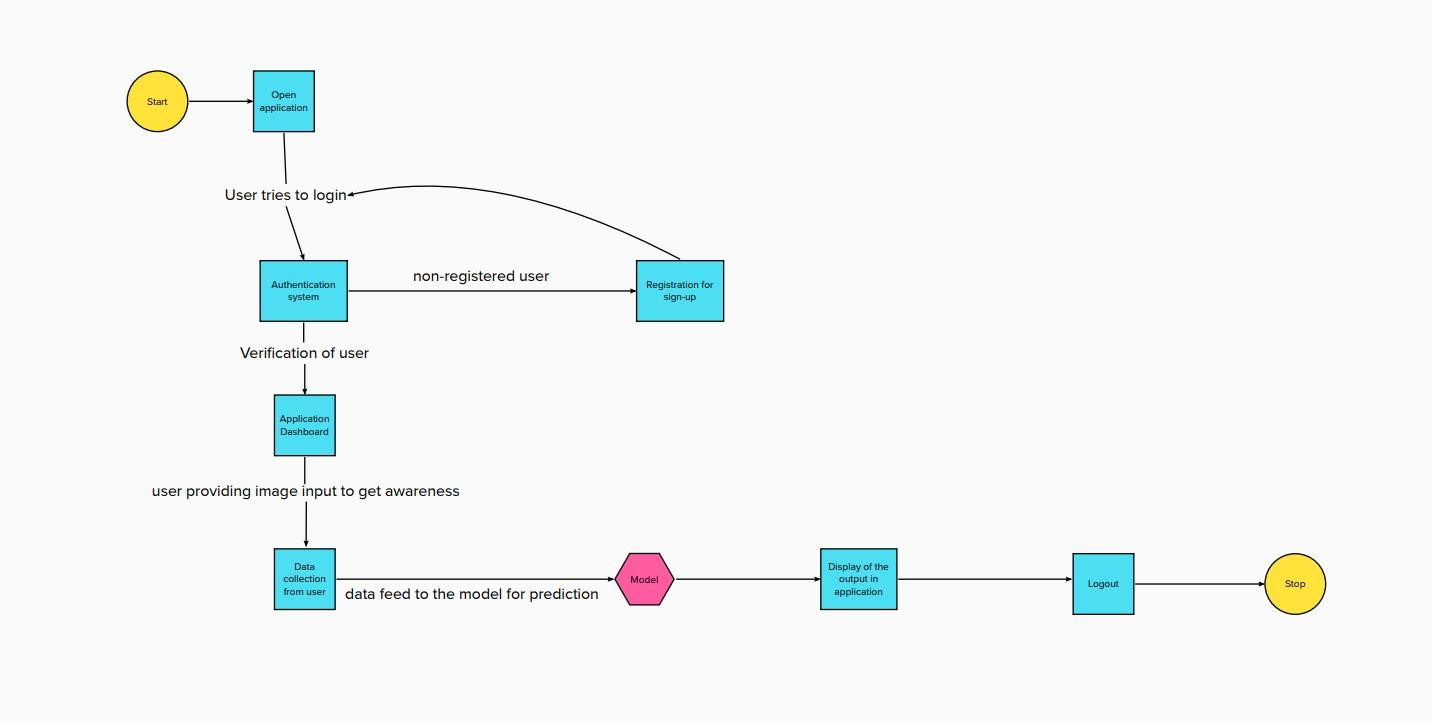 Start
Open
application
User tries to login
Authentication
system
non-registered user
Registration for
sign-up
Verification of user
Application
Dashboard
user providing image input to get awareness
Data
collection
from user
data feed to the model for prediction
Model
Display of the
output in
application
Logout
Stop